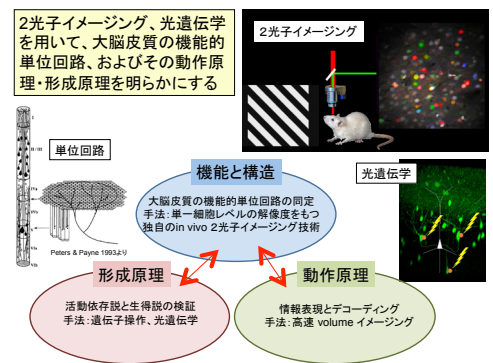 2光子イメージング、光遺伝学
を用いて、大脳皮質の機能的
単位回路、およびその動作原
理・形成原理を明らかにする
2光子イメージング
単位回路
I
II / III
IVa
IVc
V
VIa
VIb
Peters & Payne 1993より
機能と構造
大脳皮質の機能的単位回路の同定
手法：単一細胞レベルの解像度をもつ
独自のin vivo 2光子イメージング技術
光遺伝学
形成原理
活動依存説と生得説の検証
手法：遺伝子操作、光遺伝学
動作原理
情報表現とデコーディング
手法：高速 volume イメージング